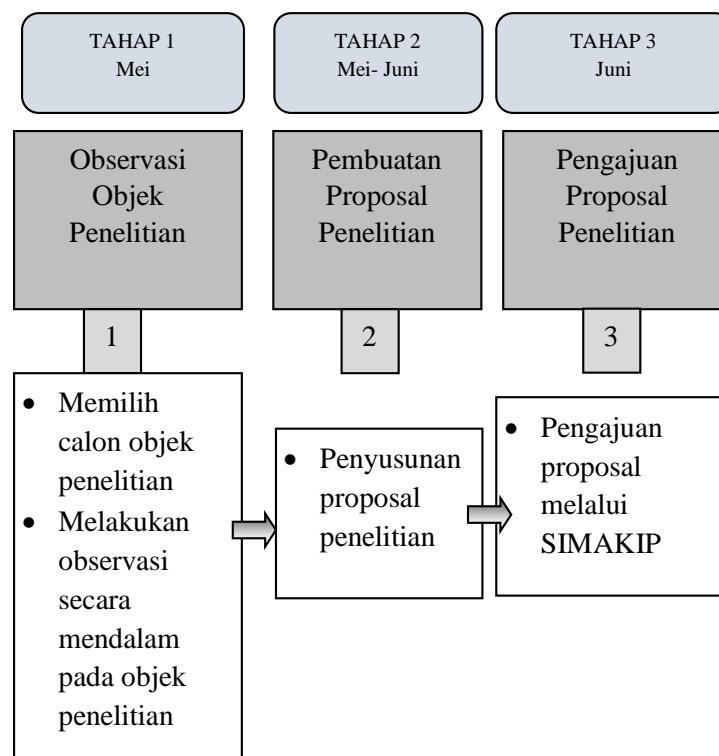 TAHAP 1
Mei
TAHAP 2
Mei- Juni
TAHAP 3
Juni
Observasi
Objek
Penelitian
Pembuatan
Proposal
Penelitian
Pengajuan
Proposal
Penelitian
1
2
3
• Memilih
calon objek
penelitian
• Melakukan
observasi
secara
mendalam
pada objek
penelitian
• Penyusunan
proposal
penelitian
• Pengajuan
proposal
melalui
SIMAKIP